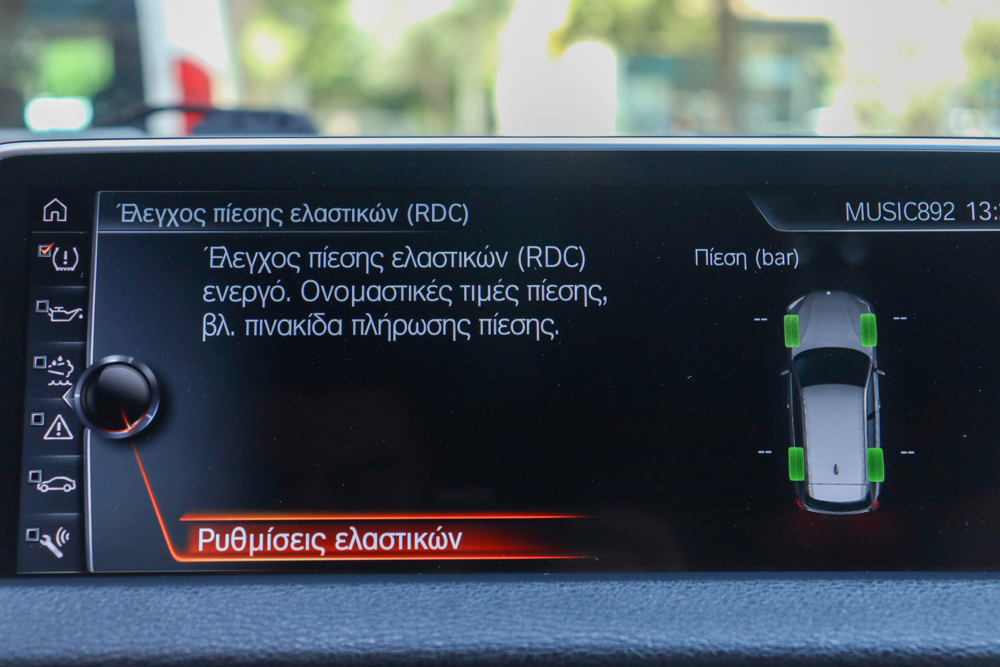 Έλεγχος πίεσης ελαστικών (RDC)
MUSIC892 13:
Έλεγχος πίεσης ελαστικών (RDC)
ενεργό. Ονομαστικές τιμές πίεσης,
βλ. πινακίδα πλήρωσης πίεσης.
Πίεση (bar)
-- --
-- --
Ρυθμίσεις ελαστικών